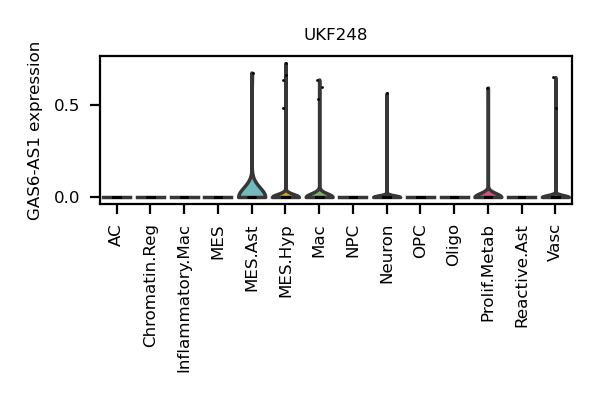 UKF248
GAS6-AS1 expression
0.5
0.0
AC
Chromatin.Reg
Inflammatory.Mac
MES
MES.Ast
MES.Hyp
Mac
NPC
Neuron
OPC
Oligo
Prolif.Metab
Reactive.Ast
Vasc